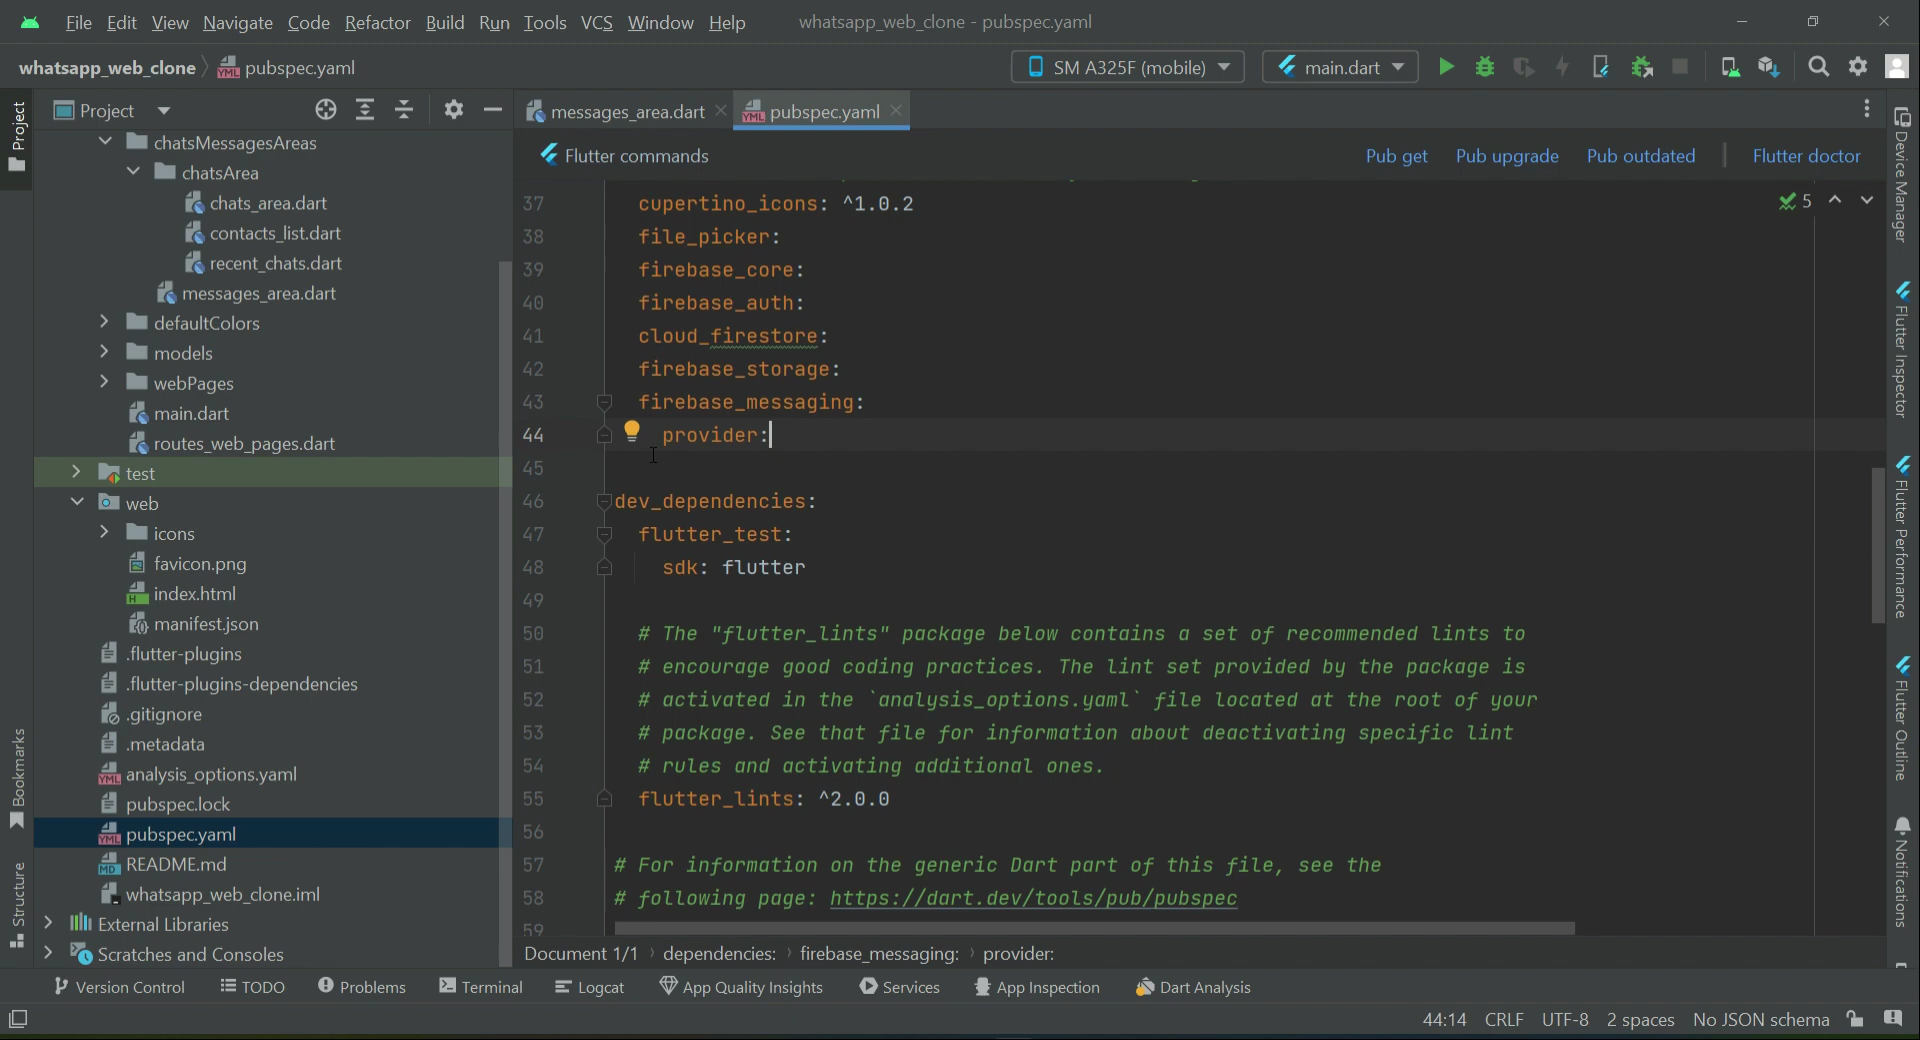 File Edit View Navigate Code Refactor Build Run Tools VCS Window Help whatsapp_web_clone - pubspec.yaml
whatsapp_web_clone pubspec.yaml SM A325F (mobile) main.dart
Project
Project
messages_area.dart pubspec.yaml
Flutter commands Pub get Pub upgrade Pub outdated Flutter doctor
chatsMessagesAreas
chatsArea
chats_area.dart
contacts_list.dart
recent_chats.dart
messages_area.dart
defaultColors
models
webPages
main.dart
routes_web_pages.dart
test
web
icons
favicon.png
index.html
manifest.json
.flutter-plugins
.flutter-plugins-dependencies
.gitignore
.metadata
analysis_options.yaml
pubspec.lock
pubspec.yaml
README.md
whatsapp_web_clone.iml
External Libraries
Scratches and Consoles
Bookmarks
Structure
37 cupertino_icons: ^1.0.2
5
38 file_picker:
39 firebase_core:
40 firebase_auth:
41 cloud_firestore:
42 firebase_storage:
43 firebase_messaging:
44 provider:
45
46 dev_dependencies:
47 flutter_test:
48 sdk: flutter
49
50 # The "flutter_lints" package below contains a set of recommended lints to
51 # encourage good coding practices. The lint set provided by the package is
52 # activated in the `analysis_options.yaml` file located at the root of your
53 # package. See that file for information about deactivating specific lint
54 # rules and activating additional ones.
55 flutter_lints: ^2.0.0
56
57 # For information on the generic Dart part of this file, see the
58 # following page: https://dart.dev/tools/pub/pubspec
59
Document 1/1 dependencies: firebase_messaging: provider:
Device Manager
Flutter Inspector
Flutter Performance
Flutter Outline
Notifications
Version Control TODO Problems Terminal Logcat App Quality Insights Services App Inspection Dart Analysis
44:14 CRLF UTF-8 2 spaces No JSON schema